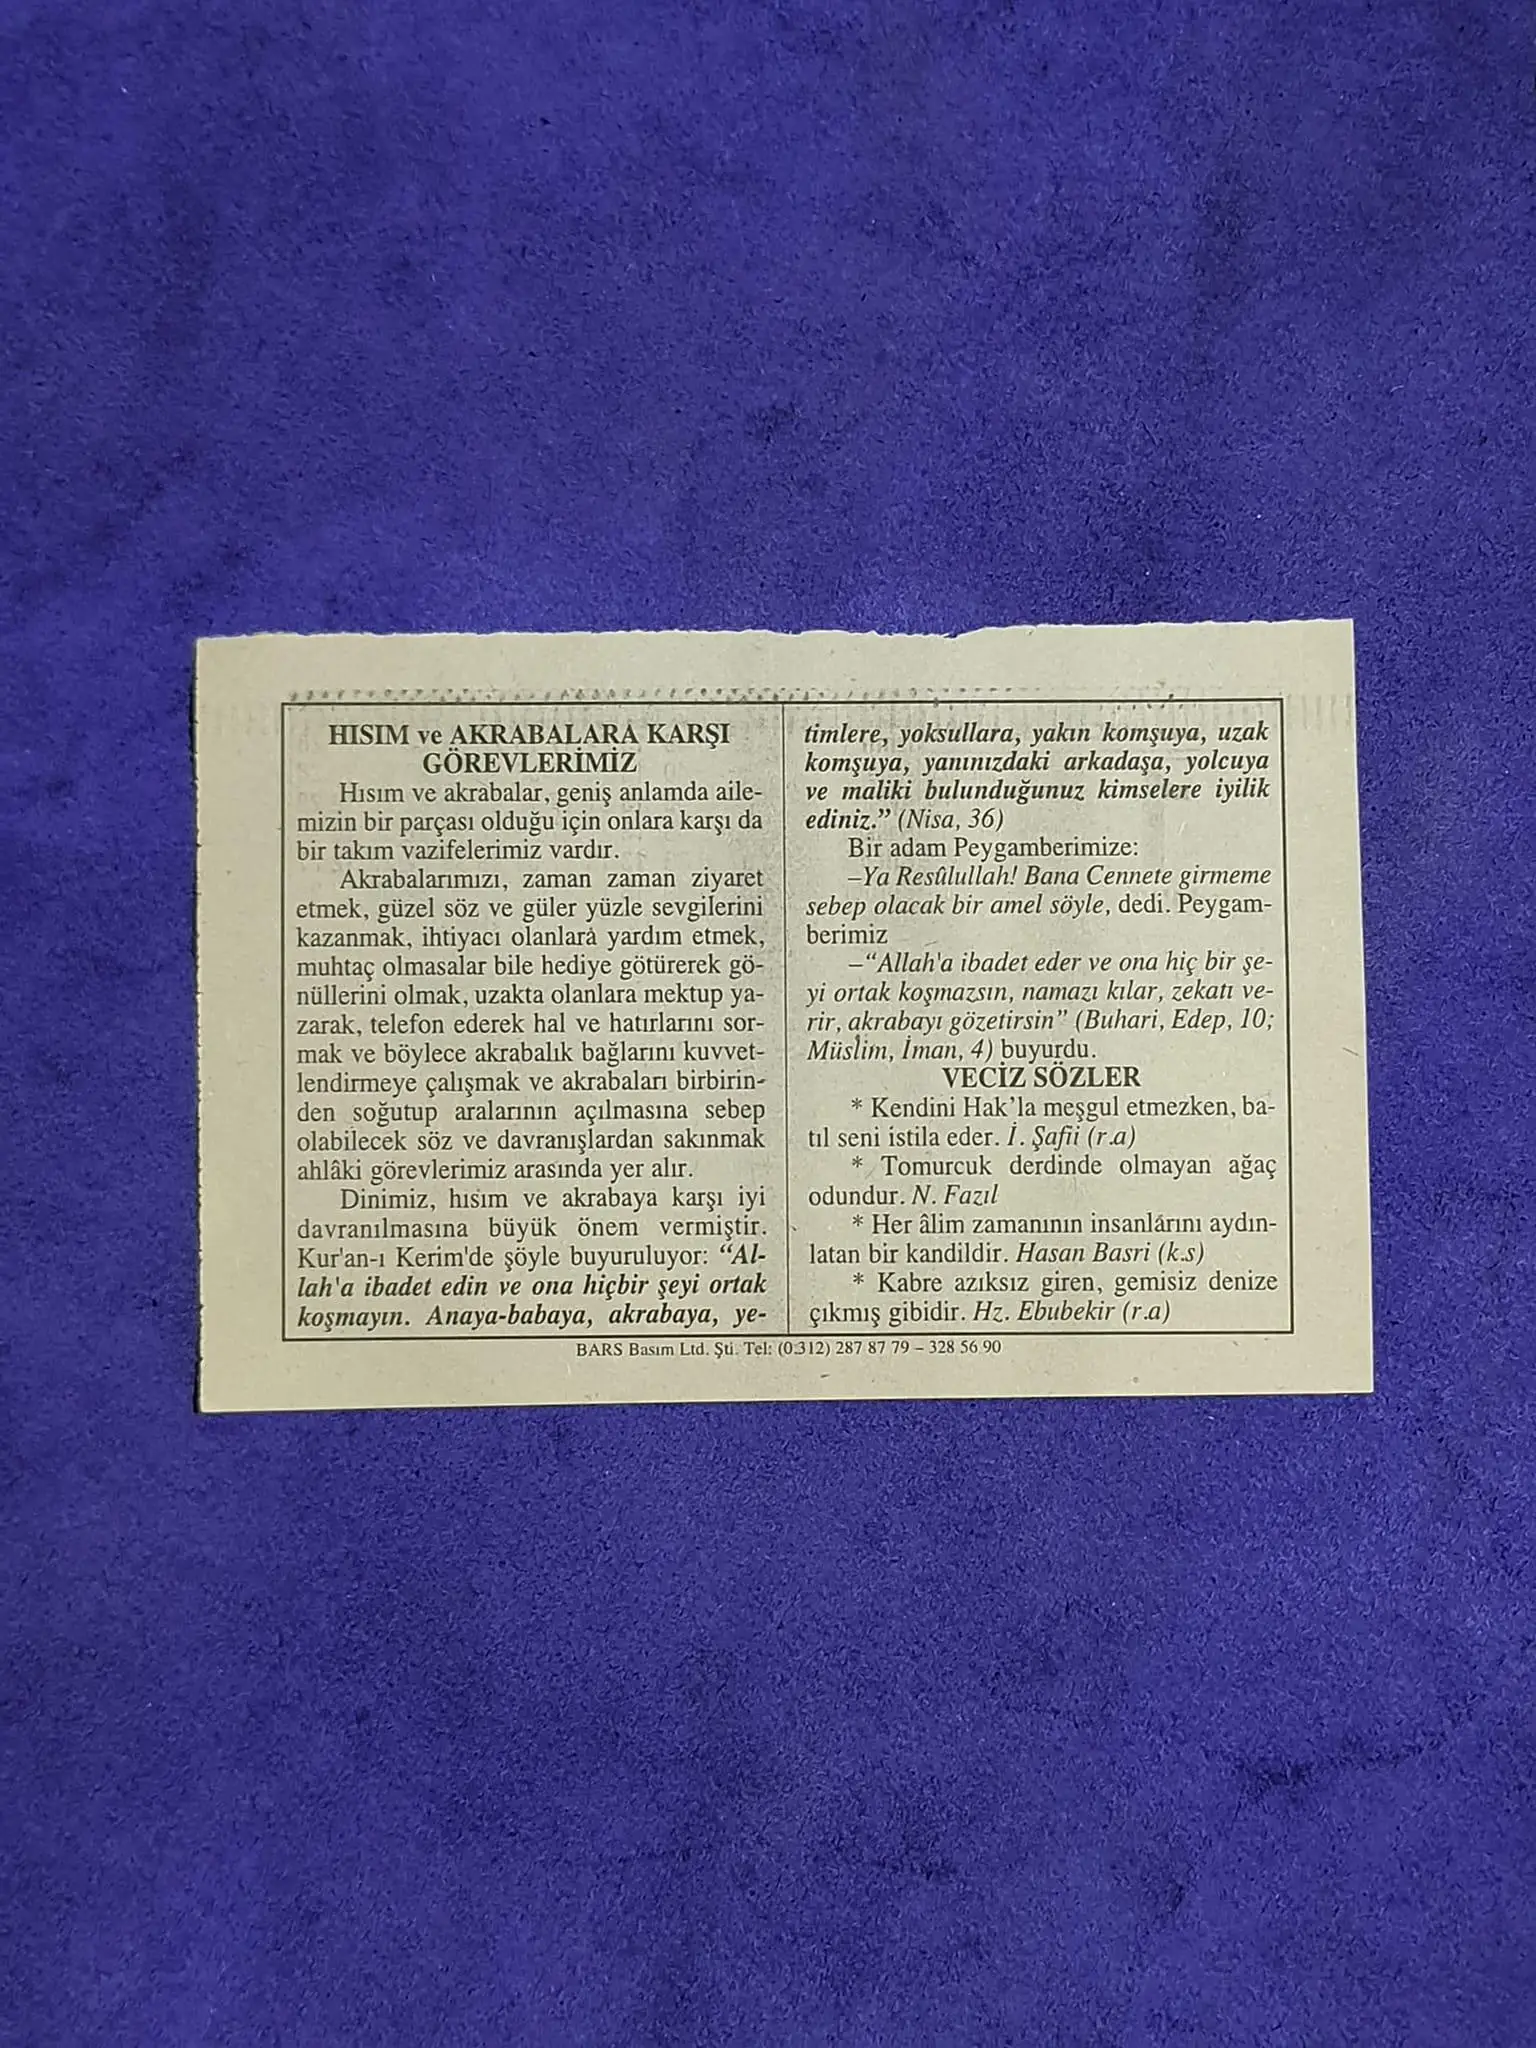 HISIM ve AKRABALARA KARŞI
GÖREVLERİMİZ
Hısım ve akrabalar, geniş anlamda aile-
mizin bir parçası olduğu için onlara karşı da
bir takım vazifelerimiz vardır.
Akrabalarımızı, zaman zaman ziyaret
etmek, güzel söz ve güler yüzle sevgilerini
kazanmak, ihtiyacı olanlara yardım etmek,
muhtaç olmasalar bile hediye götürerek gö-
nüllerini olmak, uzakta olanlara mektup ya-
zarak, telefon ederek hal ve hatırlarını sor-
mak ve böylece akrabalık bağlarını kuvvet-
lendirmeye çalışmak ve akrabaları birbirin-
den soğutup aralarının açılmasına sebep
olabilecek söz ve davranışlardan sakınmak
ahlâki görevlerimiz arasında yer alır.
Dinimiz, hısım ve akrabaya karşı iyi
davranılmasına büyük önem vermiştir.
Kur'an-ı Kerim'de şöyle buyuruluyor: “Al-
lah'a ibadet edin ve ona hiçbir şeyi ortak
koşmayın. Anaya-babaya, akrabaya, ye-
timlere, yoksullara, yakın komşuya, uzak
komşuya, yanınızdaki arkadaşa, yolcuya
ve maliki bulunduğunuz kimselere iyilik
ediniz.” (Nisa, 36)
Bir adam Peygamberimize:
–Ya Resûlullah! Bana Cennete girmeme
sebep olacak bir amel söyle, dedi. Peygam-
berimiz
–“Allah'a ibadet eder ve ona hiç bir şe-
yi ortak koşmazsın, namazı kılar, zekatı ve-
rir, akrabayı gözetirsin” (Buhari, Edep, 10;
Müslim, İman, 4) buyurdu.
VECİZ SÖZLER
* Kendini Hak’la meşgul etmezken, ba-
tıl seni istila eder. İ. Şafii (r.a)
* Tomurcuk derdinde olmayan ağaç
odundur. N. Fazıl
* Her âlim zamanının insanlarını aydın-
latan bir kandildir. Hasan Basri (k.s)
* Kabre azıksız giren, gemisiz denize
çıkmış gibidir. Hz. Ebubekir (r.a)
BARS Basım Ltd. Şti. Tel: (0.312) 287 87 79 – 328 56 90